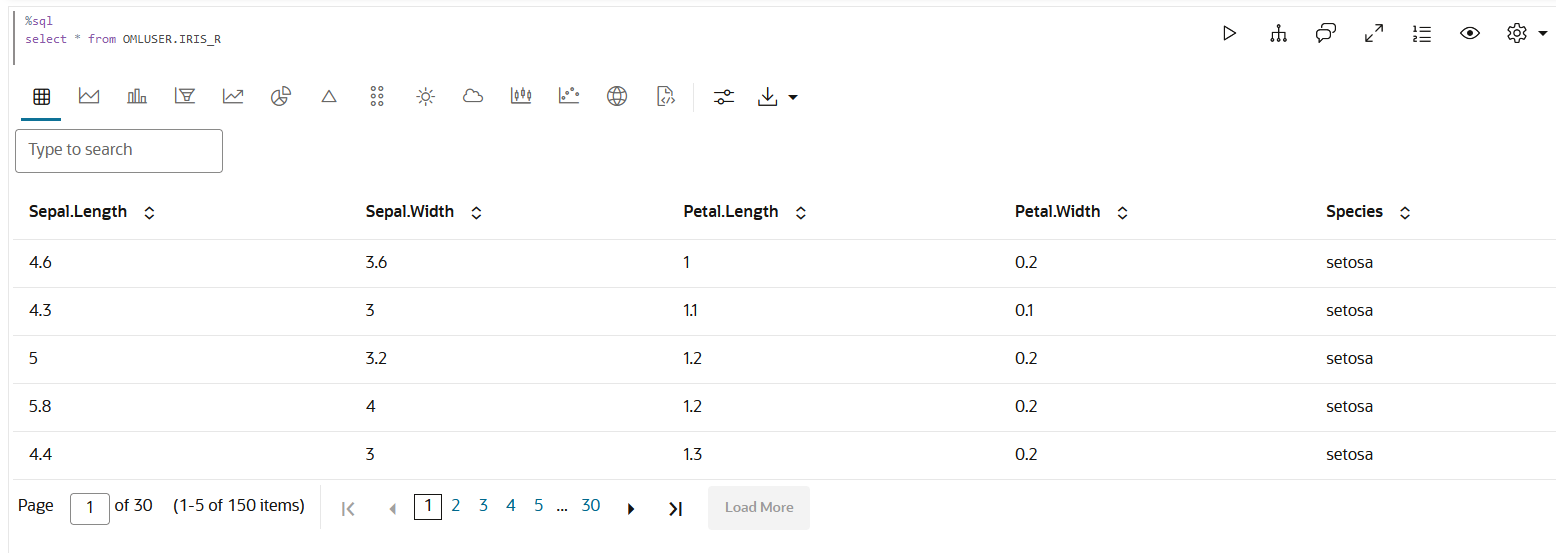 %sql
select * from OMLUSER.IRIS_R
Type to search
Sepal.Length Sepal.Width Petal.Length Petal.Width Species
4.6 3.6 1 0.2 setosa
4.3 3 1.1 0.1 setosa
5 3.2 1.2 0.2 setosa
5.8 4 1.2 0.2 setosa
4.4 3 1.3 0.2 setosa
Page 1 of 30 (1-5 of 150 items) 1 2 3 4 5 ... 30 Load More